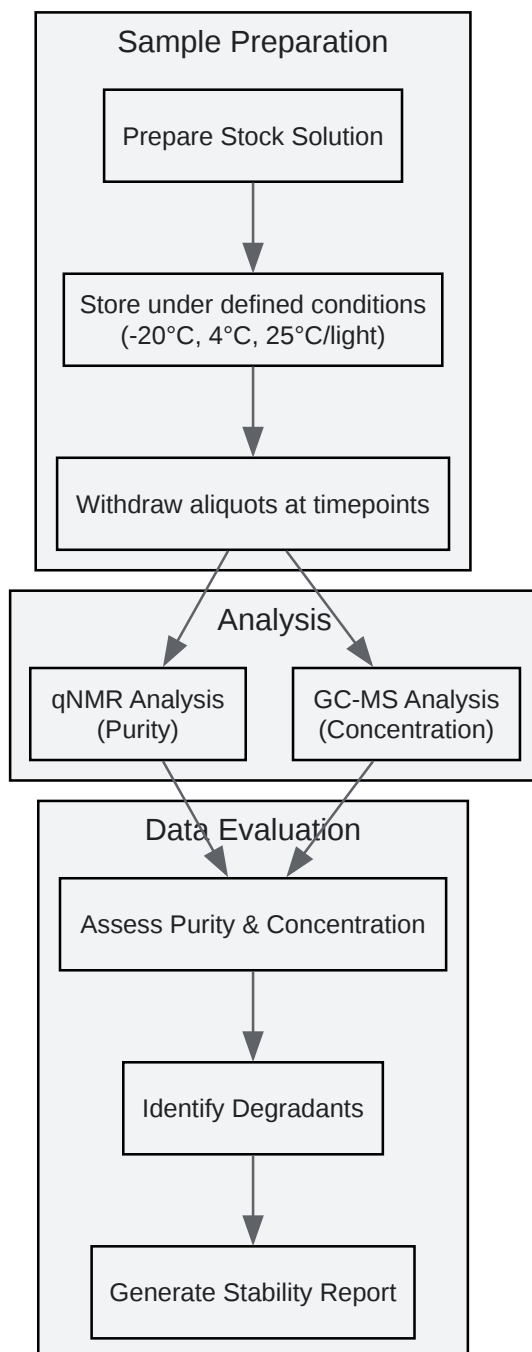 Sample Preparation
Prepare Stock Solution
Store under defined conditions
(-20°C, 4°C, 25°C/light)
Withdraw aliquots at timepoints
Analysis
qNMR Analysis
(Purity)
GC-MS Analysis
(Concentration)
Data Evaluation
Assess Purity & Concentration
Identify Degradants
Generate Stability Report